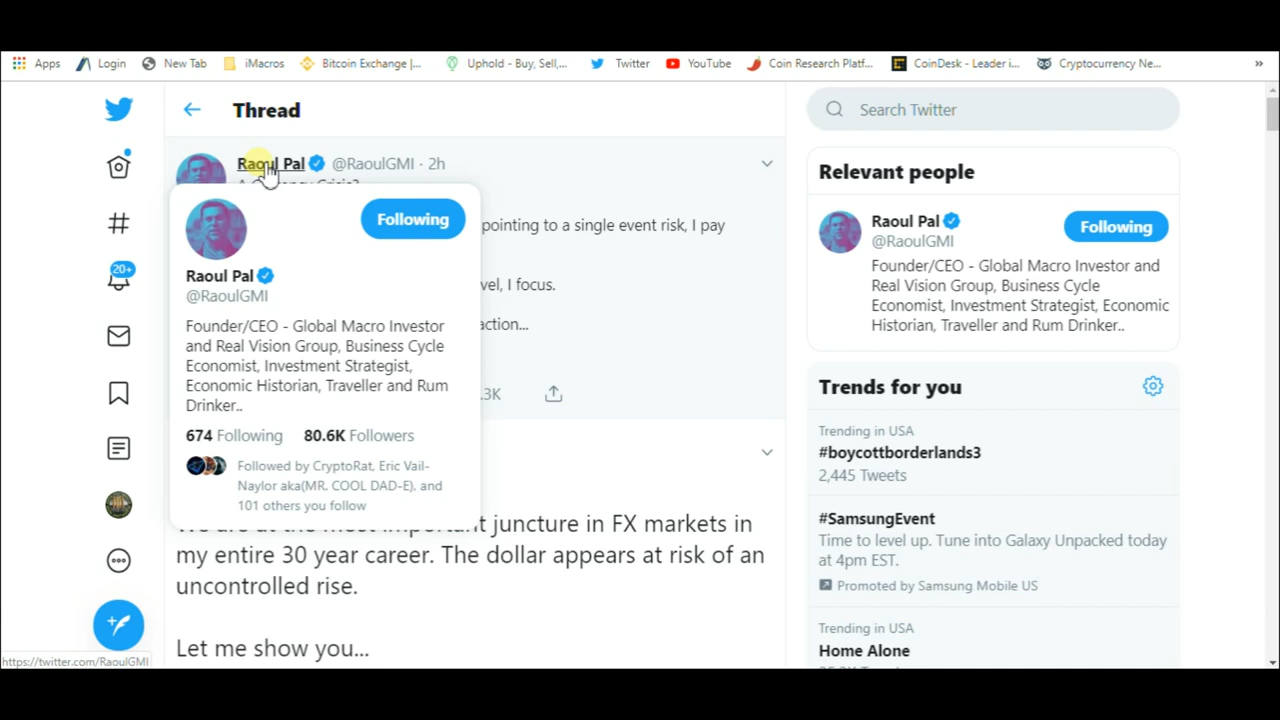 Apps Login New Tab iMacros Bitcoin Exchange |... Uphold - Buy, Sell,... Twitter YouTube Coin Research Platf... CoinDesk - Leader i... Cryptocurrency Ne... »
Thread
Search Twitter
Raoul Pal @RaoulGMI · 2h
pointing to a single event risk, I pay
vel, I focus.
action...
.3K
Following
Raoul Pal
@RaoulGMI
Founder/CEO - Global Macro Investor
and Real Vision Group, Business Cycle
Economist, Investment Strategist,
Economic Historian, Traveller and Rum
Drinker..
674 Following 80.6K Followers
Followed by CryptoRat, Eric Vail-
Naylor aka(MR. COOL DAD-E). and
101 others you follow
We are at the most important juncture in FX markets in
my entire 30 year career. The dollar appears at risk of an
uncontrolled rise.
Let me show you...
20+
https://twitter.com/RaoulGMI
Relevant people
Raoul Pal
@RaoulGMI
Following
Founder/CEO - Global Macro Investor and
Real Vision Group, Business Cycle
Economist, Investment Strategist, Economic
Historian, Traveller and Rum Drinker..
Trends for you
Trending in USA
#boycottborderlands3
2,445 Tweets
#SamsungEvent
Time to level up. Tune into Galaxy Unpacked today
at 4pm EST.
Promoted by Samsung Mobile US
Trending in USA
Home Alone